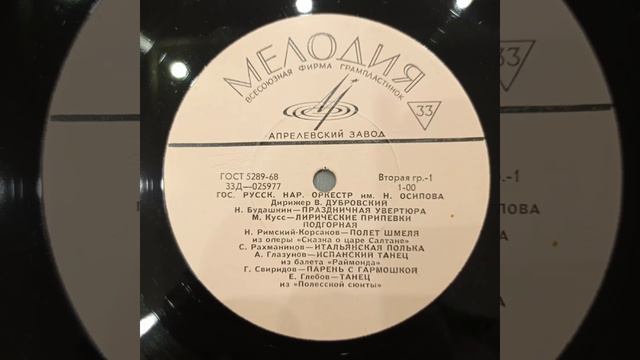 МЕЛОДИЯ
ВСЕСОЮЗНАЯ ФИРМА ГРАМПЛАСТИНОК
33
АПРЕЛЕВСКИЙ ЗАВОД
ГОСТ 5289-68 Вторая гр.-1
33Д—025977 1-00
ГОС. РУССК. НАР. ОРКЕСТР им. Н. ОСИПОВА
Дирижер В. ДУБРОВСКИЙ
Н. Будашкин—ПРАЗДНИЧНАЯ УВЕРТЮРА
М. Кусс—ЛИРИЧЕСКИЕ ПРИПЕВКИ
ПОДГОРНАЯ
Н. Римский-Корсаков—ПОЛЕТ ШМЕЛЯ
из оперы «Сказка о царе Салтане»
С. Рахманинов—ИТАЛЬЯНСКАЯ ПОЛЬКА
А. Глазунов—ИСПАНСКИЙ ТАНЕЦ
из балета «Раймонда»
Г. Свиридов—ПАРЕНЬ С ГАРМОШКОЙ
Е. Глебов—ТАНЕЦ
из «Полесской сюиты»